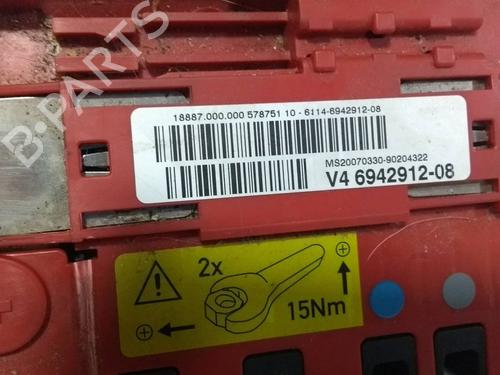 B-PARTS
18887.000.000 578751 10 - 6114-6942912-08
MS20070330-90204322
V4 6942912-08
2x
15Nm